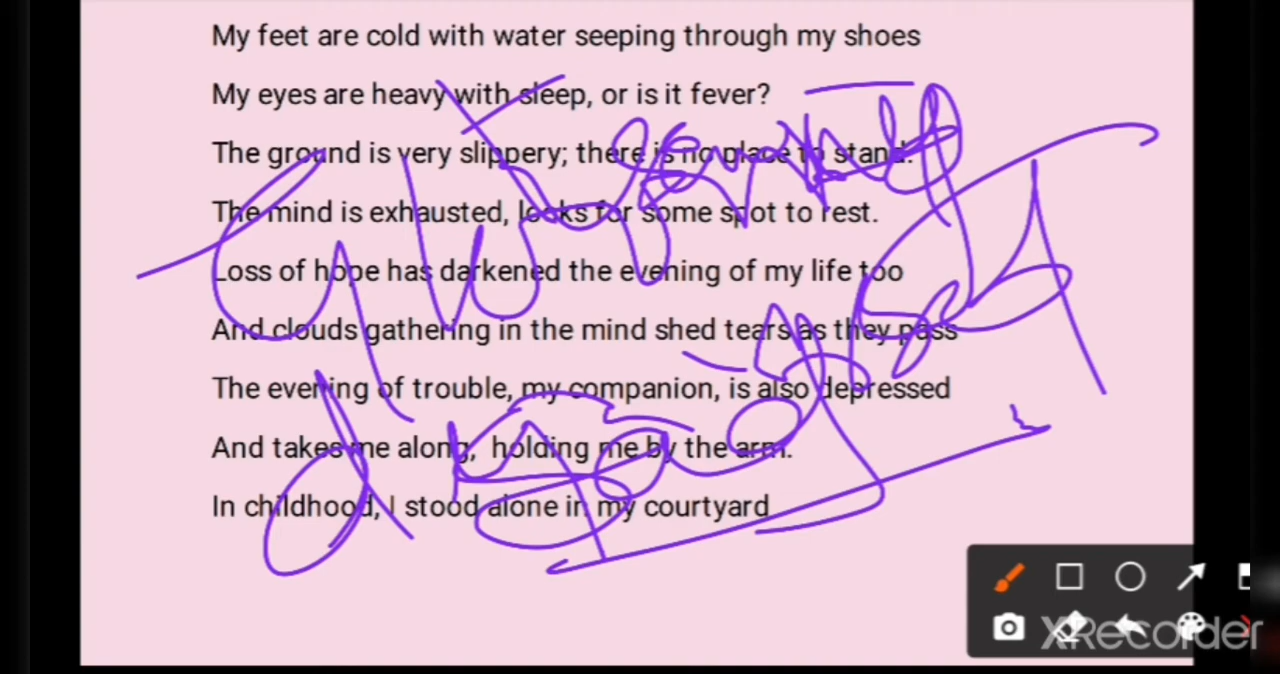 My feet are cold with water seeping through my shoes
My eyes are heavy with sleep, or is it fever?
The ground is very slippery; there is no place to stand.
The mind is exhausted, looks for some spot to rest.
Loss of hope has darkened the evening of my life too
And clouds gathering in the mind shed tears as they pass
The evening of trouble, my companion, is also depressed
And takes me along, holding me by the arm.
In childhood, I stood alone in my courtyard
XRecorder